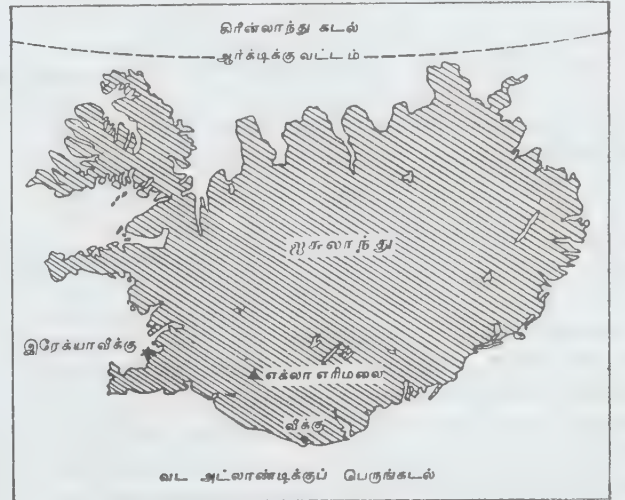 கிரீன்லாந்து கடல்
ஆர்க்டிக்கு வட்டம்
ஐசுலாந்து
இரேக்யாவீக்கு
எக்லா எரிமலை
வீக்கு
வட அட்லாண்டிக்குப் பெருங்கடல்